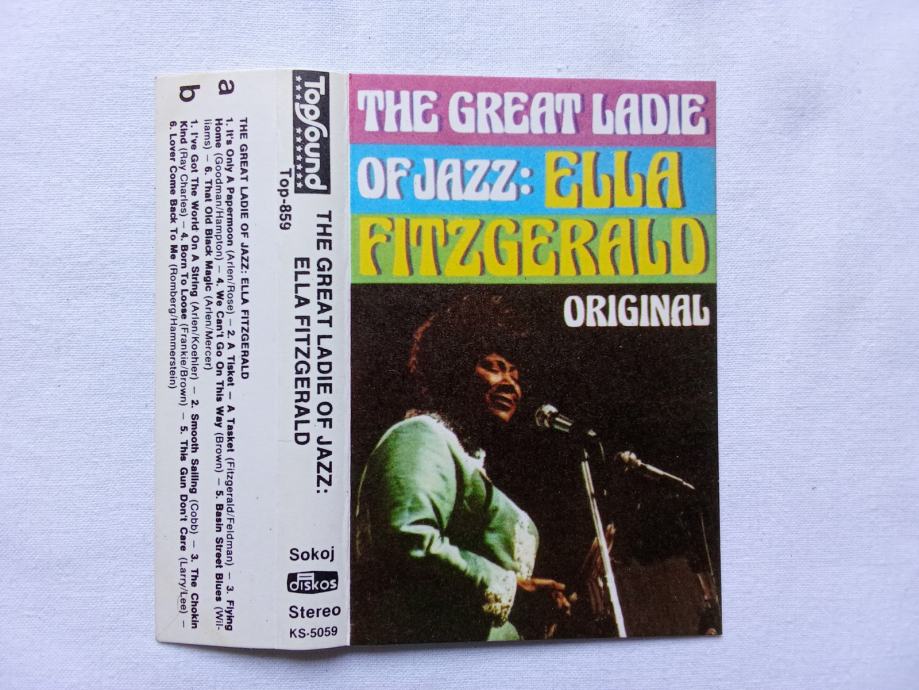 THE GREAT LADIE
OF JAZZ: ELLA
FITZGERALD
ORIGINAL
TopSound
Top-859
THE GREAT LADIE OF JAZZ:
ELLA FITZGERALD
Sokoj
diskos
Stereo
KS-5059
THE GREAT LADIE OF JAZZ: ELLA FITZGERALD
a
1. It's Only A Papermoon (Arlen/Rose) – 2. A Tisket – A Tasket (Fitzgerald/Feldman) – 3. Flying
Home (Goodman/Hampton) – 4. We Can't Go On This Way (Brown) – 5. Basin Street Blues (Wil-
liams) – 6. That Old Black Magic (Arlen/Mercer)
b
1. I've Got The World On A String (Arlen/Koehler) – 2. Smooth Sailing (Cobb) – 3. The Chokin
Kind (Ray Charles) – 4. Born To Loose (Frankie/Brown) – 5. This Gun Don't Care (Larry/Lee) –
6. Lover Come Back To Me (Romberg/Hammerstein)